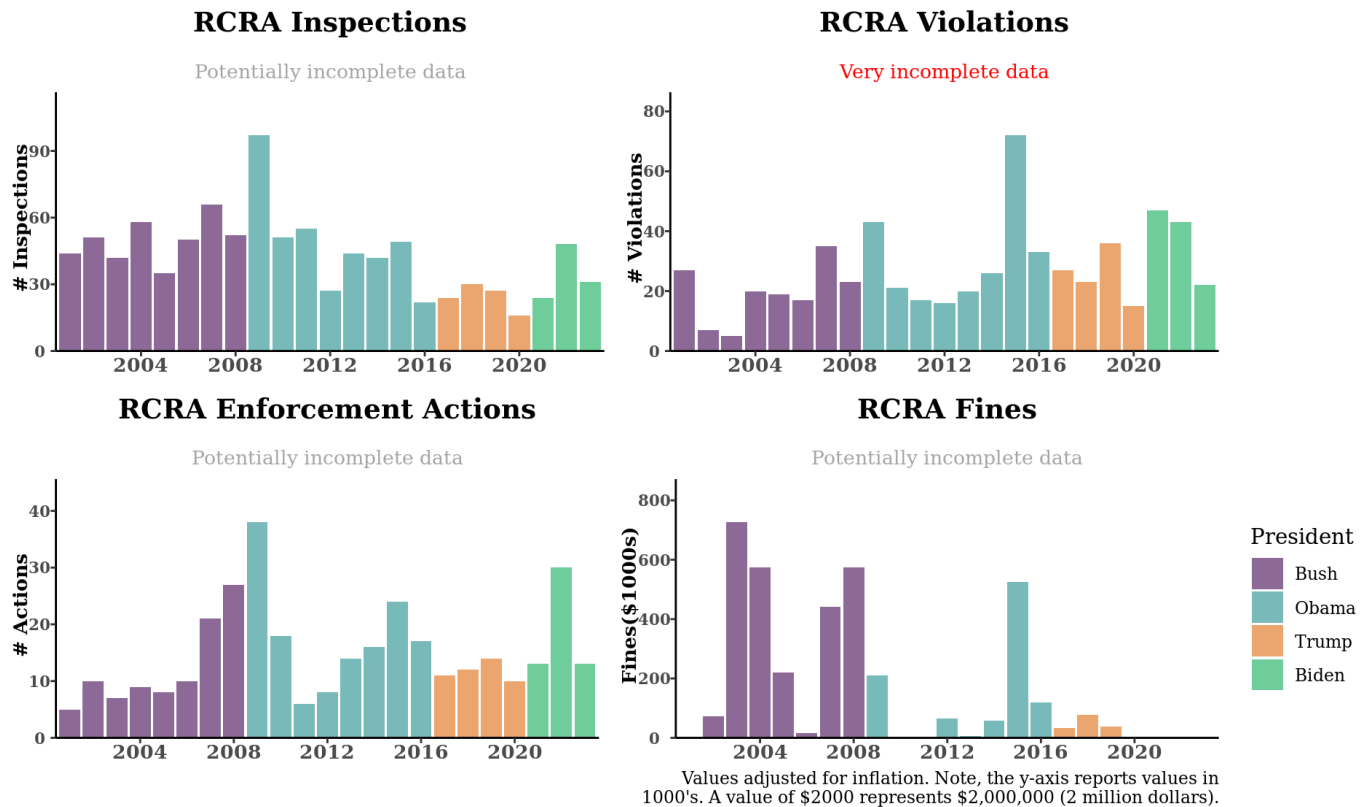 RCRA Inspections
Potentially incomplete data
# Inspections
90
60
30
0
2004 2008 2012 2016 2020
RCRA Violations
Very incomplete data
# Violations
80
60
40
20
0
2004 2008 2012 2016 2020
RCRA Enforcement Actions
Potentially incomplete data
# Actions
40
30
20
10
0
2004 2008 2012 2016 2020
RCRA Fines
Potentially incomplete data
Fines($1000s)
800
600
400
200
0
2004 2008 2012 2016 2020
President
Bush
Obama
Trump
Biden
Values adjusted for inflation. Note, the y-axis reports values in
1000's. A value of $2000 represents $2,000,000 (2 million dollars).